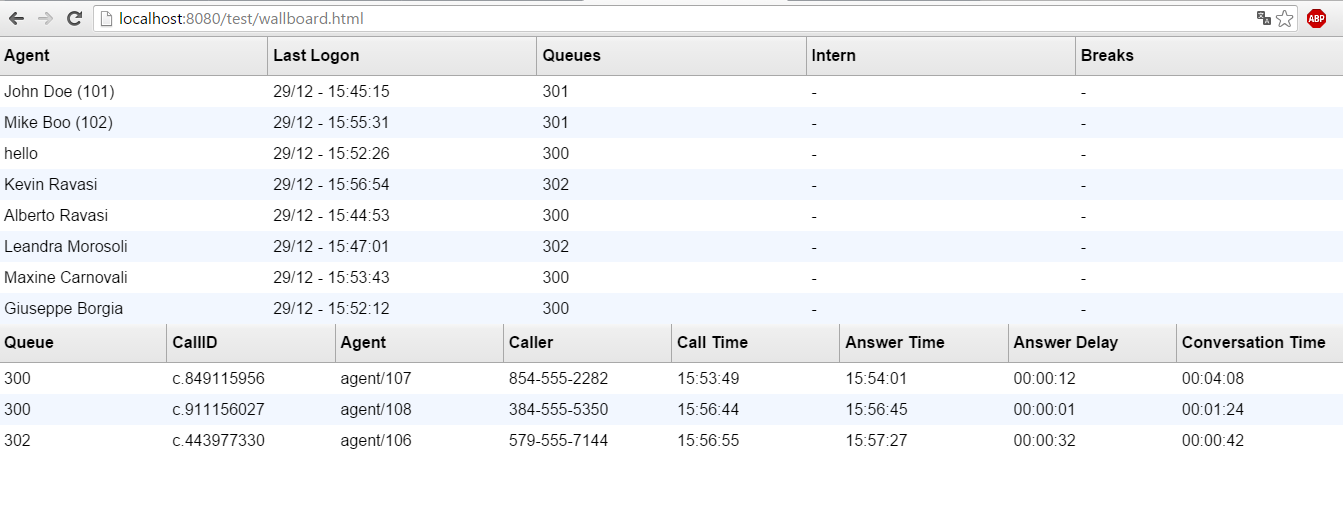 localhost:8080/test/wallboard.html
ABP
Agent Last Logon Queues Intern Breaks
John Doe (101) 29/12 - 15:45:15 301 - -
Mike Boo (102) 29/12 - 15:55:31 301 - -
hello 29/12 - 15:52:26 300 - -
Kevin Ravasi 29/12 - 15:56:54 302 - -
Alberto Ravasi 29/12 - 15:44:53 300 - -
Leandra Morosoli 29/12 - 15:47:01 302 - -
Maxine Carnovali 29/12 - 15:53:43 300 - -
Giuseppe Borgia 29/12 - 15:52:12 300 - -
Queue CallID Agent Caller Call Time Answer Time Answer Delay Conversation Time
300 c.849115956 agent/107 854-555-2282 15:53:49 15:54:01 00:00:12 00:04:08
300 c.911156027 agent/108 384-555-5350 15:56:44 15:56:45 00:00:01 00:01:24
302 c.443977330 agent/106 579-555-7144 15:56:55 15:57:27 00:00:32 00:00:42